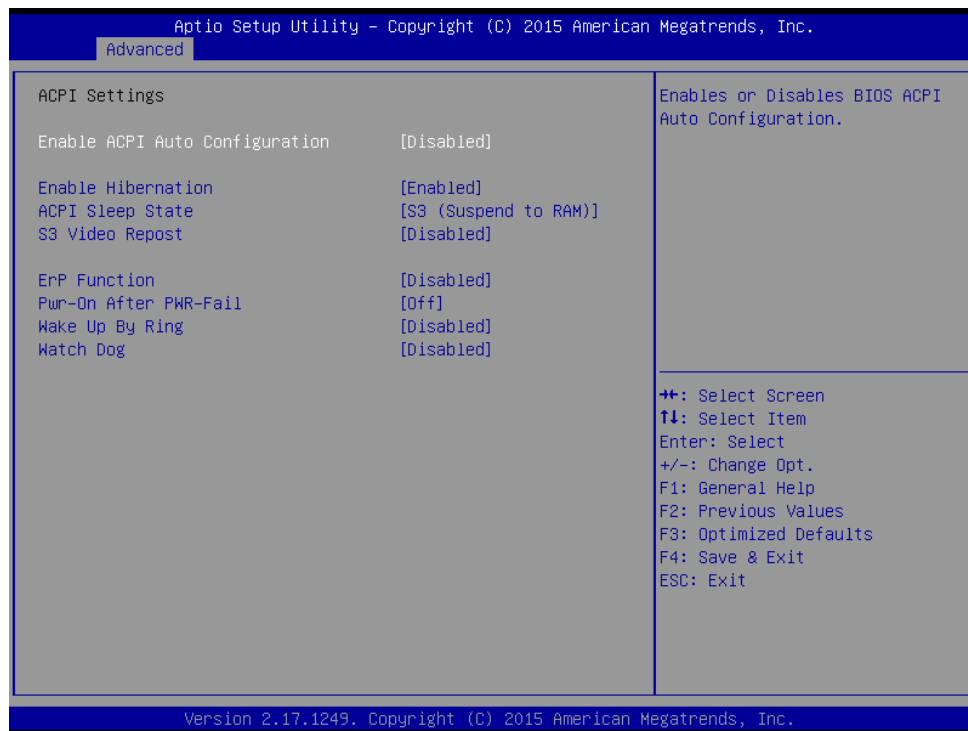 Aptio Setup Utility – Copyright (C) 2015 American Megatrends, Inc.
Advanced
ACPI Settings
Enable ACPI Auto Configuration [Disabled]
Enable Hibernation [Enabled]
ACPI Sleep State [S3 (Suspend to RAM)]
S3 Video Repost [Disabled]
ErP Function [Disabled]
Pwr-On After PWR-Fail [Off]
Wake Up By Ring [Disabled]
Watch Dog [Disabled]
Enables or Disables BIOS ACPI
Auto Configuration.
→←: Select Screen
↑↓: Select Item
Enter: Select
+/-: Change Opt.
F1: General Help
F2: Previous Values
F3: Optimized Defaults
F4: Save & Exit
ESC: Exit
Version 2.17.1249. Copyright (C) 2015 American Megatrends, Inc.